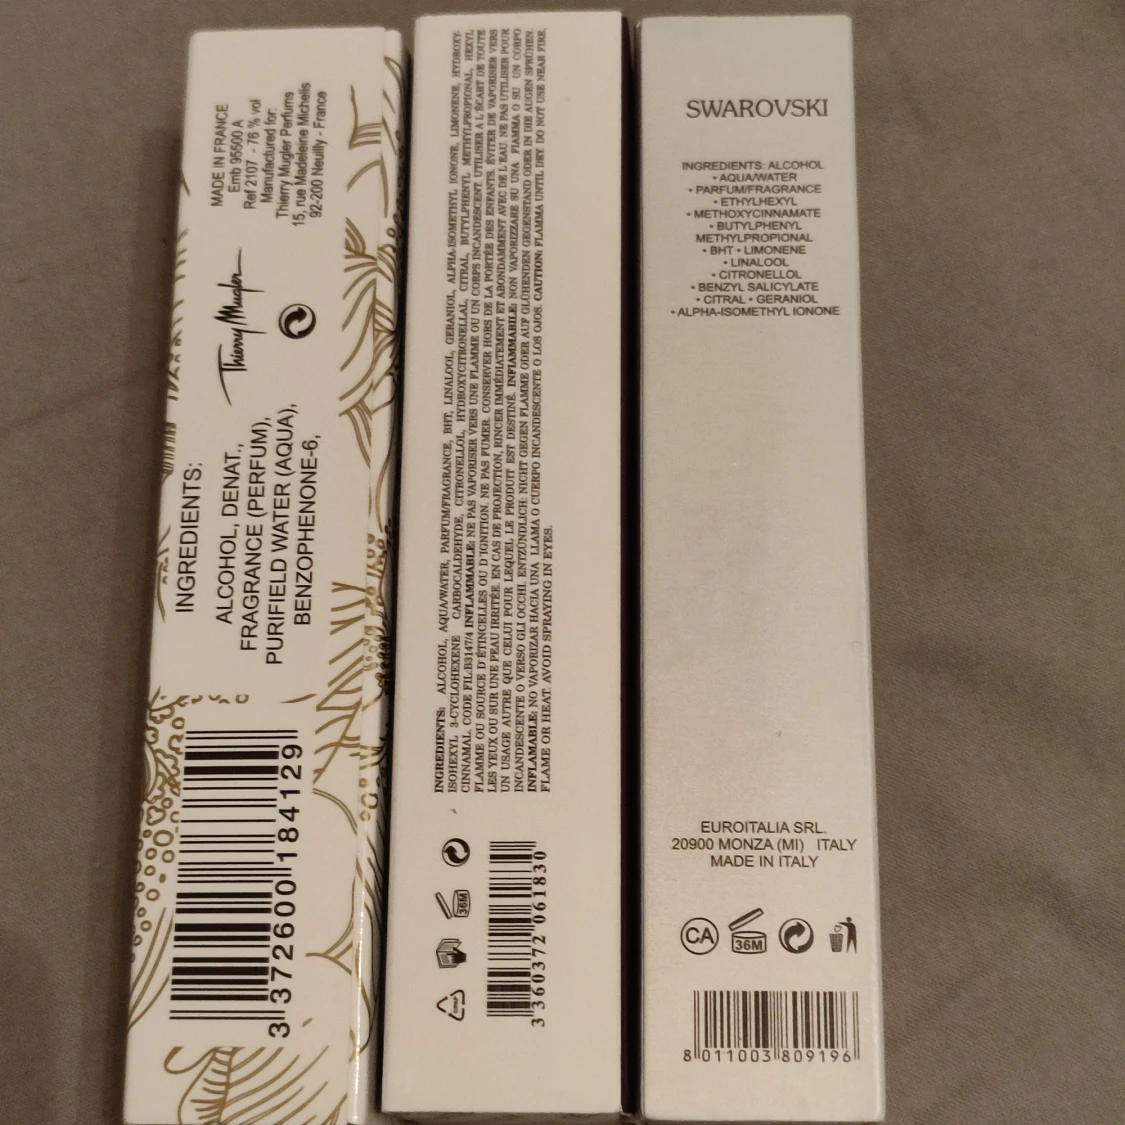 MADE IN FRANCE
Emb 95500 A
Ref 2107 - 76 % vol
Manufactured for:
Thierry Mugler Perfums
15, rue Madeleine Michelis
92-200 Neuilly - France
Thierry Mugler
INGREDIENTS:
ALCOHOL, DENAT.,
FRAGRANCE (PERFUM),
PURIFIELD WATER (AQUA),
BENZOPHENONE-6,
3 372600 184129
INGREDIENTS: ALCOHOL, AQUA/WATER, PARFUM/FRAGRANCE, BHT, LINALOOL, GERANIOL, ALPHA-ISOMETHYL IONONE, LIMONENE, HYDROXY-
ISOHEXYL 3-CYCLOHEXENE CARBOCALDEHYDE, CITRONELLOL, HYDROXYCITRONELLAL, CITRAL, BUTYLPHENYL METHYLPROPIONAL, HEXYL
CINNAMAL. CODE FIL:B3147/4 INFLAMMABLE: NE PAS VAPORISER VERS UNE FLAMME OU UN CORPS INCANDESCENT. UTILISER A L'ÉCART DE TOUTE
FLAMME OU SOURCE D'ÉTINCELLES OU D'IGNITION. NE PAS FUMER. CONSERVER HORS DE LA PORTÉE DES ENFANTS. ÉVITER DE VAPORISER VERS
LES YEUX OU SUR UNE PEAU IRRITÉE. EN CAS DE PROJECTION, RINCER IMMÉDIATEMENT ET ABONDAMENT AVEC DE L'EAU. NE PAS UTILISER POUR
UN USAGE AUTRE QUE CELUI POUR LEQUEL LE PRODUIT EST DESTINÉ. INFIAMMABILE: NON VAPORIZZARE SU UNA FIAMMA O SU UN CORPO
INCANDESCENTE O VERSO GLI OCCHI. ENTZÜNDLICH: NICHT GEGEN FLAMME ODER AUF GLÜHENDEN GEGENSTAND ODER IN DIE AUGEN SPRÜHEN.
INFLAMABLE: NO VAPORIZAR HACIA UNA LLAMA O CUERPO INCANDESCENTE O LOS OJOS. CAUTION: FLAMMA UNTIL DRY. DO NOT USE NEAR FIRE,
FLAME OR HEAT. AVOID SPRAYING IN EYES.
36M
3 360372 061830
SWAROVSKI
INGREDIENTS: ALCOHOL
• AQUA/WATER
• PARFUM/FRAGRANCE
• ETHYLHEXYL
• METHOXYCINNAMATE
• BUTYLPHENYL
METHYLPROPIONAL
• BHT • LIMONENE
• LINALOOL
• CITRONELLOL
• BENZYL SALICYLATE
• CITRAL • GERANIOL
• ALPHA-ISOMETHYL IONONE
EUROITALIA SRL.
20900 MONZA (MI) ITALY
MADE IN ITALY
CA
36M
8 011003 809196